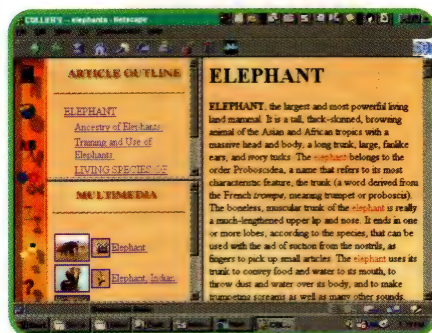 COLLIER'S -- elephants - Netscape
ARTICLE OUTLINE
ELEPHANT
Ancestry of Elephants
Training and Use of
Elephants
LIVING SPECIES OF
MULTIMEDIA
Elephant
Elephant, Indian
ELEPHANT
ELEPHANT, the largest and most powerful living
land mammal. It is a tall, thick-skinned, browsing
animal of the Asian and African tropics with a
massive head and body, a long trunk, large, fanlike
ears, and ivory tusks. The elephant belongs to the
order Proboscidea, a name that refers to its most
characteristic feature, the trunk (a word derived from
the French trompe, meaning trumpet or proboscis).
The boneless, muscular trunk of the elephant is really
a much-lengthened upper lip and nose. It ends in one
or more lobes, according to the species, that can be
used with the aid of suction from the nostrils, as
fingers to pick up small articles. The elephant uses its
trunk to convey food and water to its mouth, to
throw dust and water over its body, and to make
trumpeting screams as well as many other sounds.